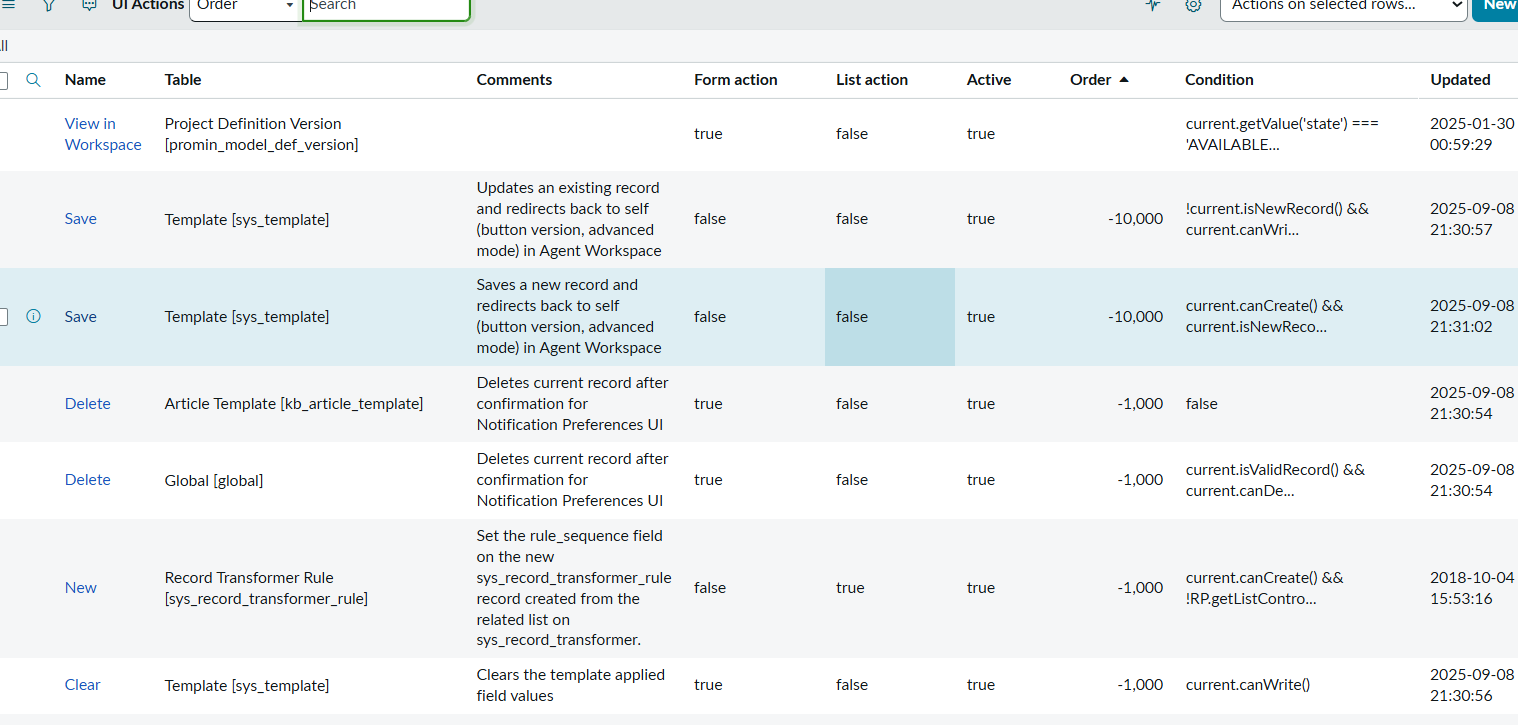 UI Actions Order Search Actions on selected rows... New
All
Name Table Comments Form action List action Active Order Condition Updated
View in
Workspace
Project Definition Version
[promin_model_def_version]
true false true
current.getValue('state') ===
'AVAILABLE...
2025-01-30
00:59:29
Save Template [sys_template]
Updates an existing record
and redirects back to self
(button version, advanced
mode) in Agent Workspace
false false true -10,000
!current.isNewRecord() &&
current.canWri...
2025-09-08
21:30:57
Save Template [sys_template]
Saves a new record and
redirects back to self
(button version, advanced
mode) in Agent Workspace
false false true -10,000
current.canCreate() &&
current.isNewReco...
2025-09-08
21:31:02
Delete Article Template [kb_article_template]
Deletes current record after
confirmation for
Notification Preferences UI
true false true -1,000 false
2025-09-08
21:30:54
Delete Global [global]
Deletes current record after
confirmation for
Notification Preferences UI
true false true -1,000
current.isValidRecord() &&
current.canDe...
2025-09-08
21:30:54
New
Record Transformer Rule
[sys_record_transformer_rule]
Set the rule_sequence field
on the new
sys_record_transformer_rule
record created from the
related list on
sys_record_transformer.
false true true -1,000
current.canCreate() &&
!RP.getListContro...
2018-10-04
15:53:16
Clear Template [sys_template]
Clears the template applied
field values
true false true -1,000 current.canWrite()
2025-09-08
21:30:56